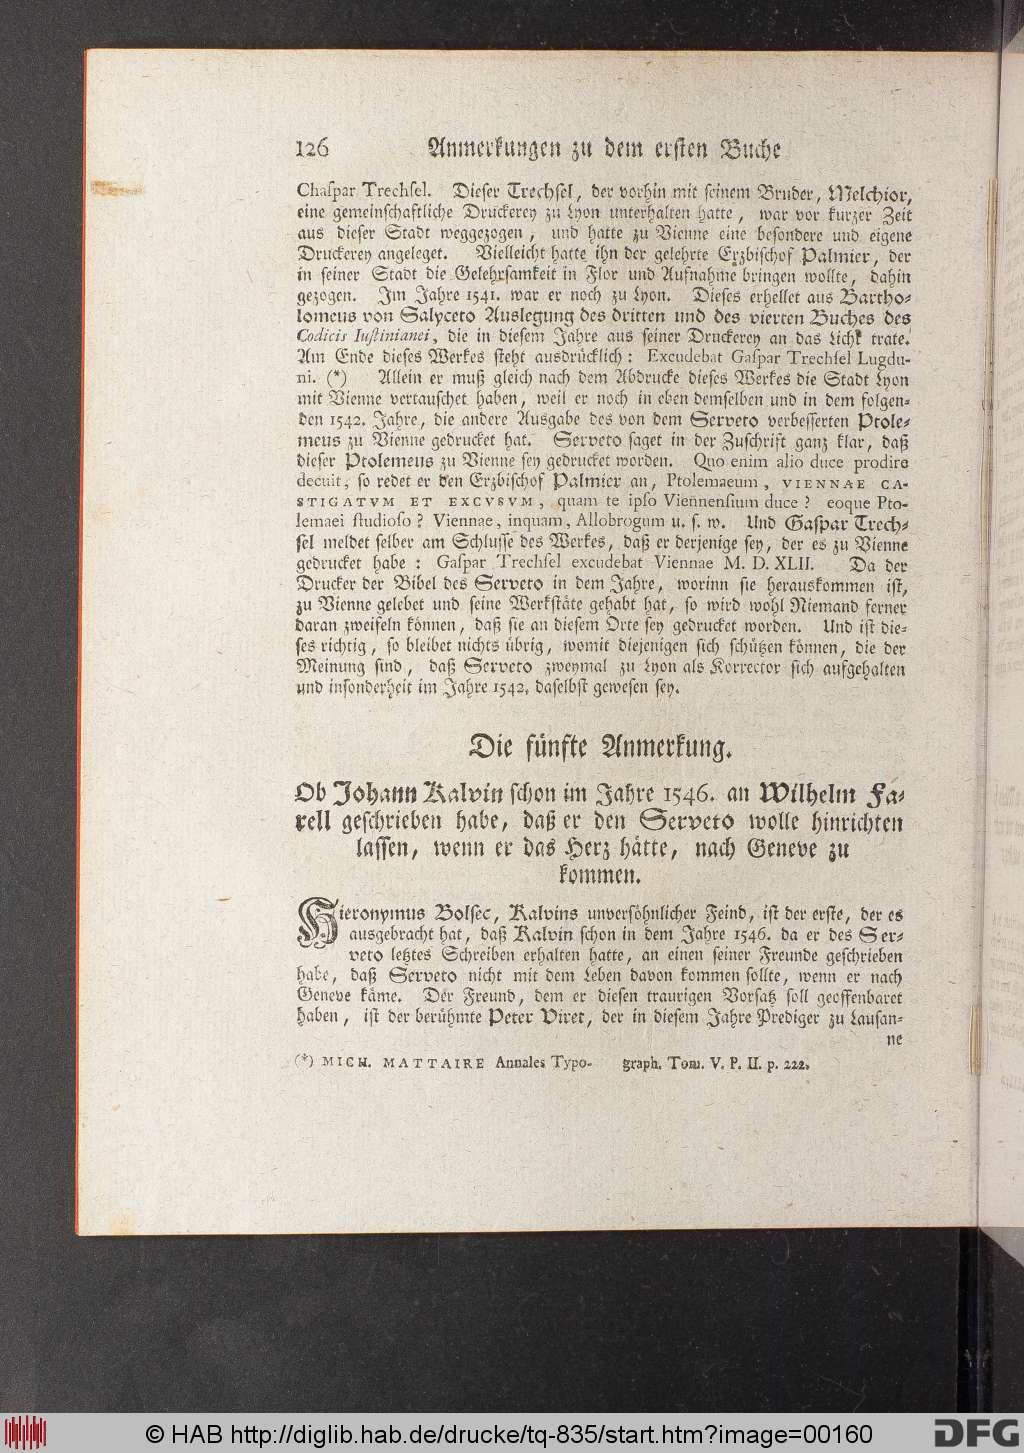 126 Anmerkungen zu dem ersten Buche
Chaſpar Trechſel. Dieser Trechsel, der vorhin mit seinem Bruder, Melchior,
eine gemeinschaftliche Druckerey zu Lyon unterhalten hatte, war vor kurzer Zeit
aus dieser Stadt weggezogen, und hatte zu Vienne eine besondere und eigene
Druckerey angeleget. Vielleicht hatte ihn der gelehrte Erzbischof Palmier, der
in seiner Stadt die Gelehrsamkeit in Flor und Aufnahme bringen wollte, dahin
gezogen. Im Jahre 1541. war er noch zu Lyon. Dieses erhellet aus Bartho-
lomeus von Salyceto Auslegung des dritten und des vierten Buches des
Codicis Iuſtinianei, die in diesem Jahre aus seiner Druckerey an das Licht trate.
Am Ende dieses Werkes steht ausdrücklich: Excudebat Gaſpar Trechſel Lugdu-
ni. (*) Allein er muß gleich nach dem Abdrucke dieses Werkes die Stadt Lyon
mit Vienne vertauschet haben, weil er noch in eben demselben und in dem folgen-
den 1542. Jahre, die andere Ausgabe des von dem Serveto verbesserten Ptole-
meus zu Vienne gedrucket hat. Serveto saget in der Zuschrift ganz klar, daß
dieser Ptolemeus zu Vienne sey gedrucket worden. Quo enim alio duce prodire
decuit, so redet er den Erzbischof Palmier an, Ptolemaeum, VIENNAE CA-
STIGATVM ET EXCVSVM, quam te ipſo Viennenſium duce? eoque Pto-
lemaei ſtudioſo? Viennae, inquam, Allobrogum u. s. w. Und Gaspar Trech-
sel meldet selber am Schlusse des Werkes, daß er derjenige sey, der es zu Vienne
gedrucket habe: Gaſpar Trechſel excudebat Viennae M. D. XLII. Da der
Drucker der Bibel des Serveto in dem Jahre, worinn sie herauskommen ist,
zu Vienne gelebet und seine Werkstäte gehabt hat, so wird wohl Niemand ferner
daran zweifeln können, daß sie an diesem Orte sey gedrucket worden. Und ist die-
ses richtig, so bleibet nichts übrig, womit diejenigen sich schützen können, die der
Meinung sind, daß Serveto zweymal zu Lyon als Korrector sich aufgehalten
und insonderheit im Jahre 1542. daselbst gewesen sey.
Die fünfte Anmerkung.
Ob Johann Kalvin schon im Jahre 1546. an Wilhelm Fa-
rell geschrieben habe, daß er den Serveto wolle hinrichten
lassen, wenn er das Herz hätte, nach Geneve zu
kommen.
Hieronymus Bolsec, Kalvins unversöhnlicher Feind, ist der erste, der es
ausgebracht hat, daß Kalvin schon in dem Jahre 1546. da er des Ser-
veto letztes Schreiben erhalten hatte, an einen seiner Freunde geschrieben
habe, daß Serveto nicht mit dem Leben davon kommen sollte, wenn er nach
Geneve käme. Der Freund, dem er diesen traurigen Vorsatz soll geoffenbaret
haben, ist der berühmte Peter Viret, der in diesem Jahre Prediger zu Lausan-
ne
(*) MICH. MATTAIRE Annales Typo- graph. Tom. V. P. II. p. 222.
© HAB http://diglib.hab.de/drucke/tq-835/start.htm?image=00160
DFG